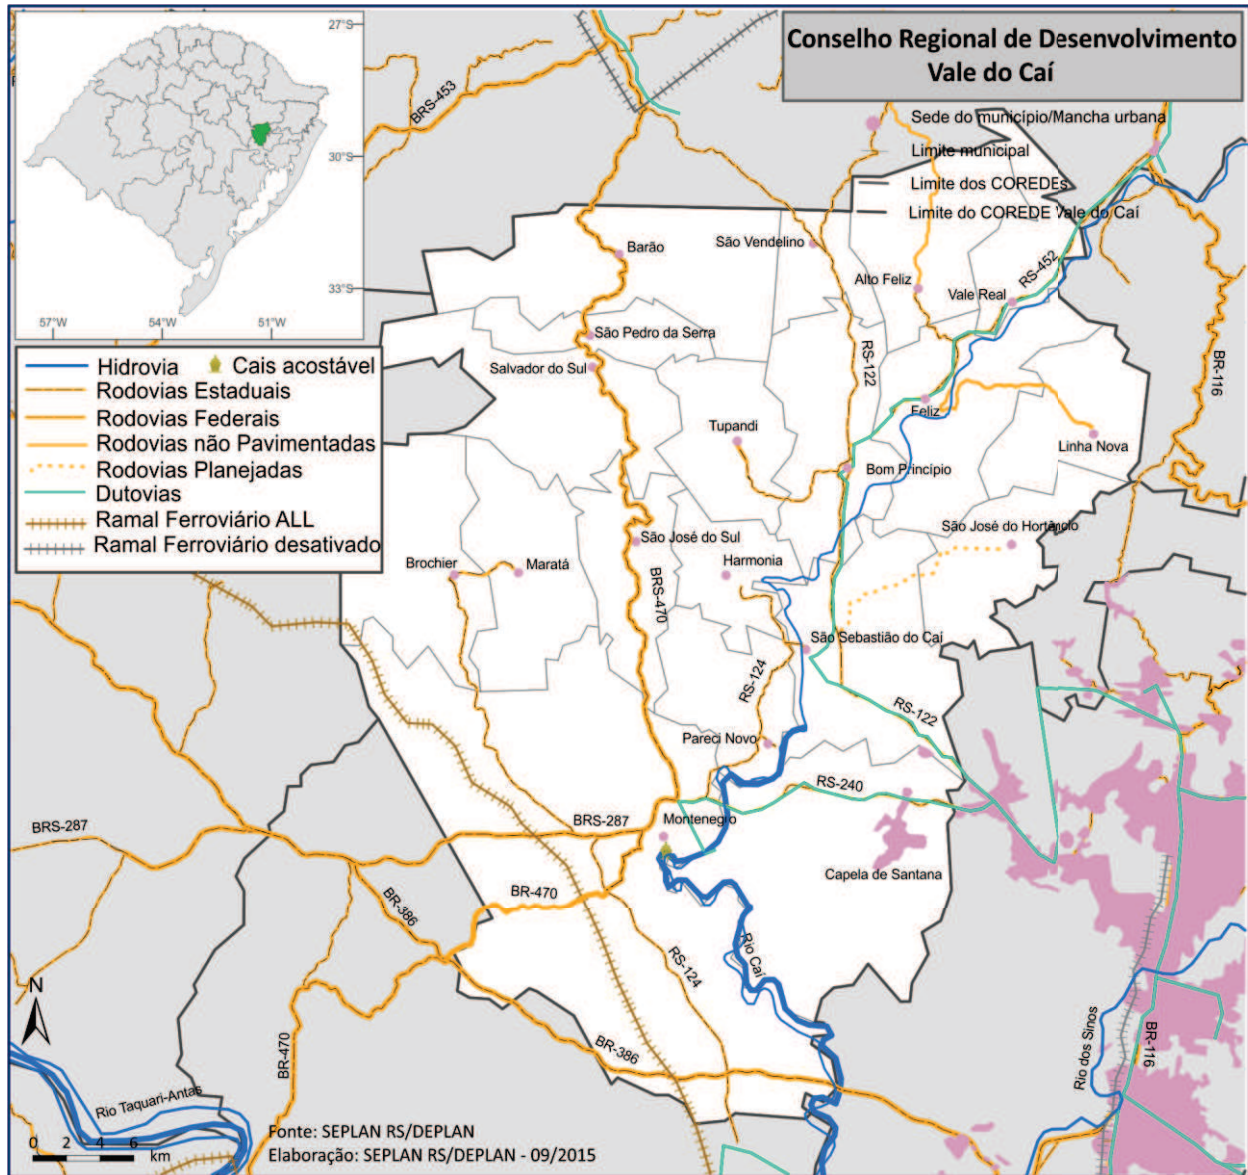 Conselho Regional de Desenvolvimento
Vale do Caí
27°S
30°S
33°S
57°W
54°W
51°W
Sede do município/Mancha urbana
Limite municipal
Limite dos COREDEs
Limite do COREDE Vale do Caí
Hidrovia
Cais acostável
Rodovias Estaduais
Rodovias Federais
Rodovias não Pavimentadas
Rodovias Planejadas
Dutovias
Ramal Ferroviário ALL
Ramal Ferroviário desativado
BRS-453
Barão
São Vendelino
Alto Feliz
Vale Real
RS-452
São Pedro da Serra
Salvador do Sul
RS-122
BR-116
Feliz
Tupandi
Linha Nova
Bom Princípio
São José do Hortêncio
São José do Sul
Harmonia
Brochier
Maratá
BRS-470
São Sebastião do Caí
RS-124
RS-122
Pareci Novo
RS-240
BRS-287
BRS-287
Montenegro
Capela de Santana
BR-470
BR-386
Rio Caí
RS-124
BR-470
BR-386
Rio dos Sinos
BR-116
Rio Taquari-Antas
N
0 2 4 6
km
Fonte: SEPLAN RS/DEPLAN
Elaboração: SEPLAN RS/DEPLAN - 09/2015